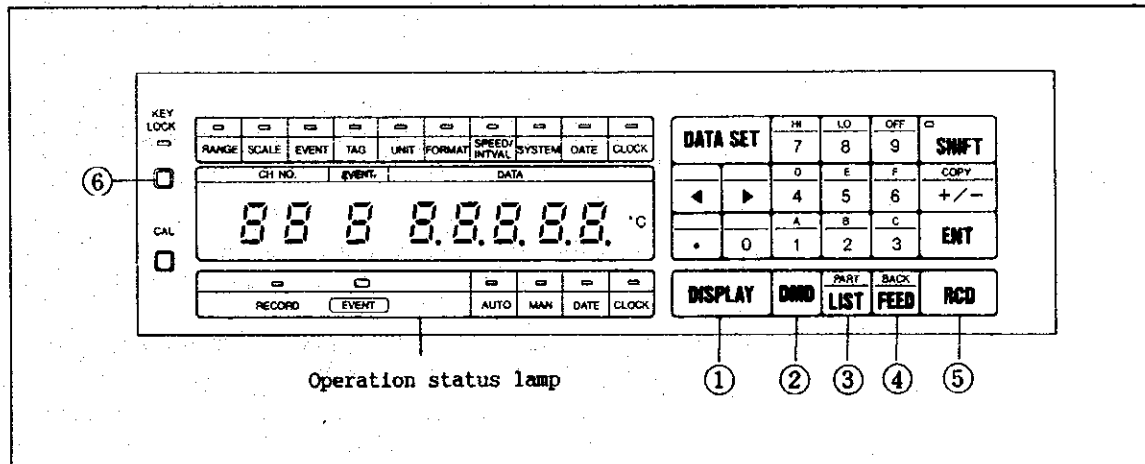 KEY
LOCK
RANGE SCALE EVENT TAG UNIT FORMAT SPEED/INTVAL SYSTEM DATE CLOCK
⑥
CH NO. EVENT. DATA
88 8 8.8.8.8.8. °C
CAL
RECORD EVENT AUTO MAN DATE CLOCK
DATA SET
HI LO OFF
7 8 9 SHIFT
D E F COPY
◀ ▶ 4 5 6 +/−
A B C
. 0 1 2 3 ENT
PART BACK
DISPLAY DMD LIST FEED RCD
Operation status lamp
① ② ③ ④ ⑤